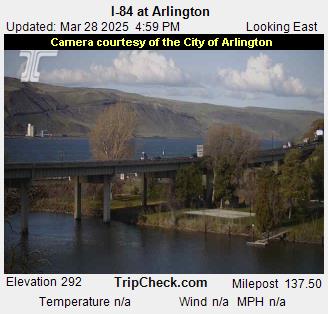 I-84 at Arlington
Updated: Mar 28 2025 4:59 PM Looking East
Camera courtesy of the City of Arlington
Elevation 292 TripCheck.com Milepost 137.50
Temperature n/a Wind n/a MPH n/a